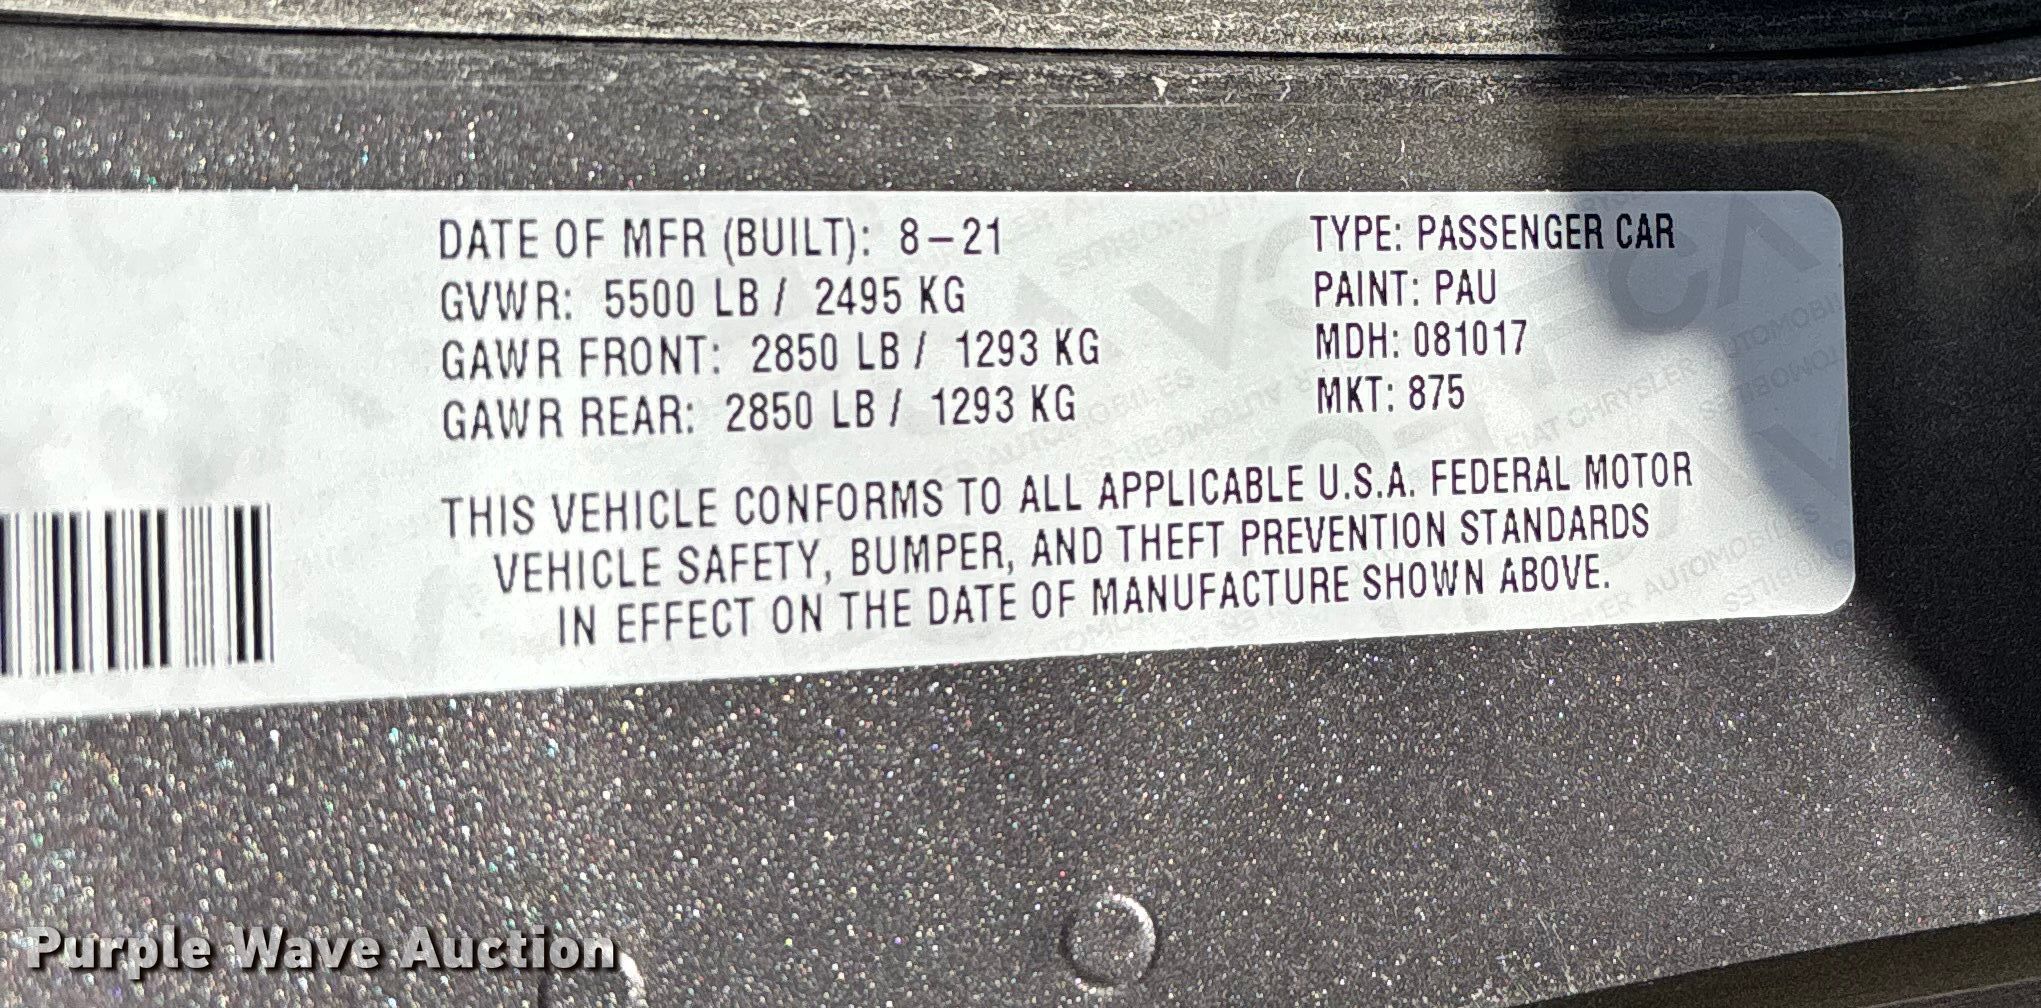 DATE OF MFR (BUILT): 8-21
GVWR: 5500 LB / 2495 KG
GAWR FRONT: 2850 LB / 1293 KG
GAWR REAR: 2850 LB / 1293 KG
TYPE: PASSENGER CAR
PAINT: PAU
MDH: 081017
MKT: 875
THIS VEHICLE CONFORMS TO ALL APPLICABLE U.S.A. FEDERAL MOTOR
VEHICLE SAFETY, BUMPER, AND THEFT PREVENTION STANDARDS
IN EFFECT ON THE DATE OF MANUFACTURE SHOWN ABOVE.
FIAT CHRYSLER AUTOMOBILES
Purple Wave Auction